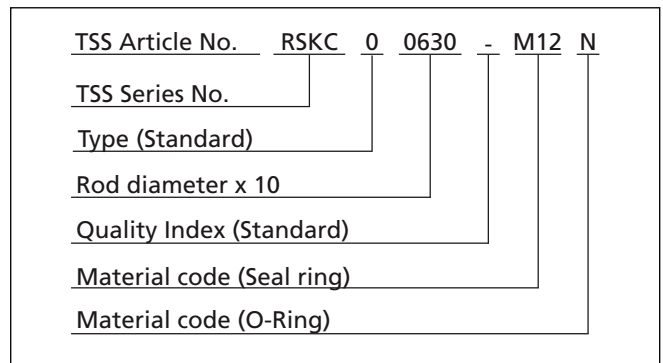 TSS Article No. RSKC 0 0630 - M12 N
TSS Series No.
Type (Standard)
Rod diameter x 10
Quality Index (Standard)
Material code (Seal ring)
Material code (O-Ring)